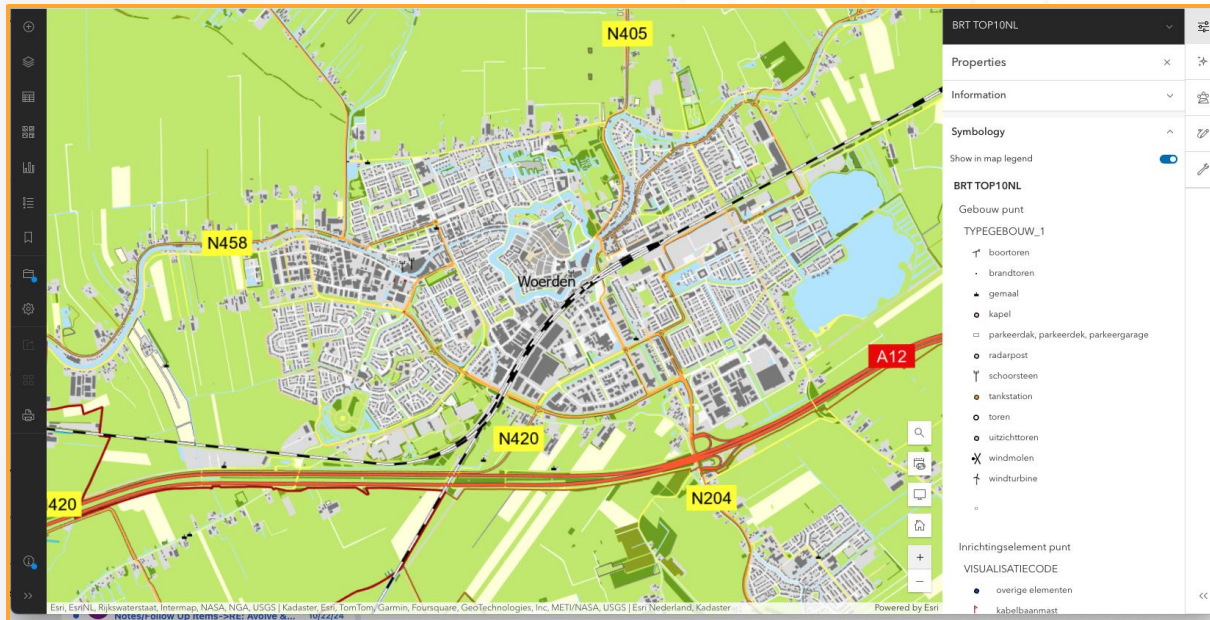 N405
N458
Woerden
A12
N420
420
N204
Esri, EsriNL, Rijkswaterstaat, Intermap, NASA, NGA, USGS | Kadaster, Esri, TomTom, Garmin, Foursquare, GeoTechnologies, Inc, METI/NASA, USGS | Esri Nederland, Kadaster
Powered by Esri
BRT TOP10NL
Properties
Information
Symbology
Show in map legend
BRT TOP10NL
Gebouw punt
TYPEGEBOUW_1
boortoren
brandtoren
gemaal
kapel
parkeerdak, parkeerdek, parkeergarage
radarpost
schoorsteen
tankstation
toren
uitzichttoren
windmolen
windturbine
Inrichtingselement punt
VISUALISATIECODE
overige elementen
kabelbaanmast
Notes/Follow Up Items->RE: Avolve &... 10/22/24